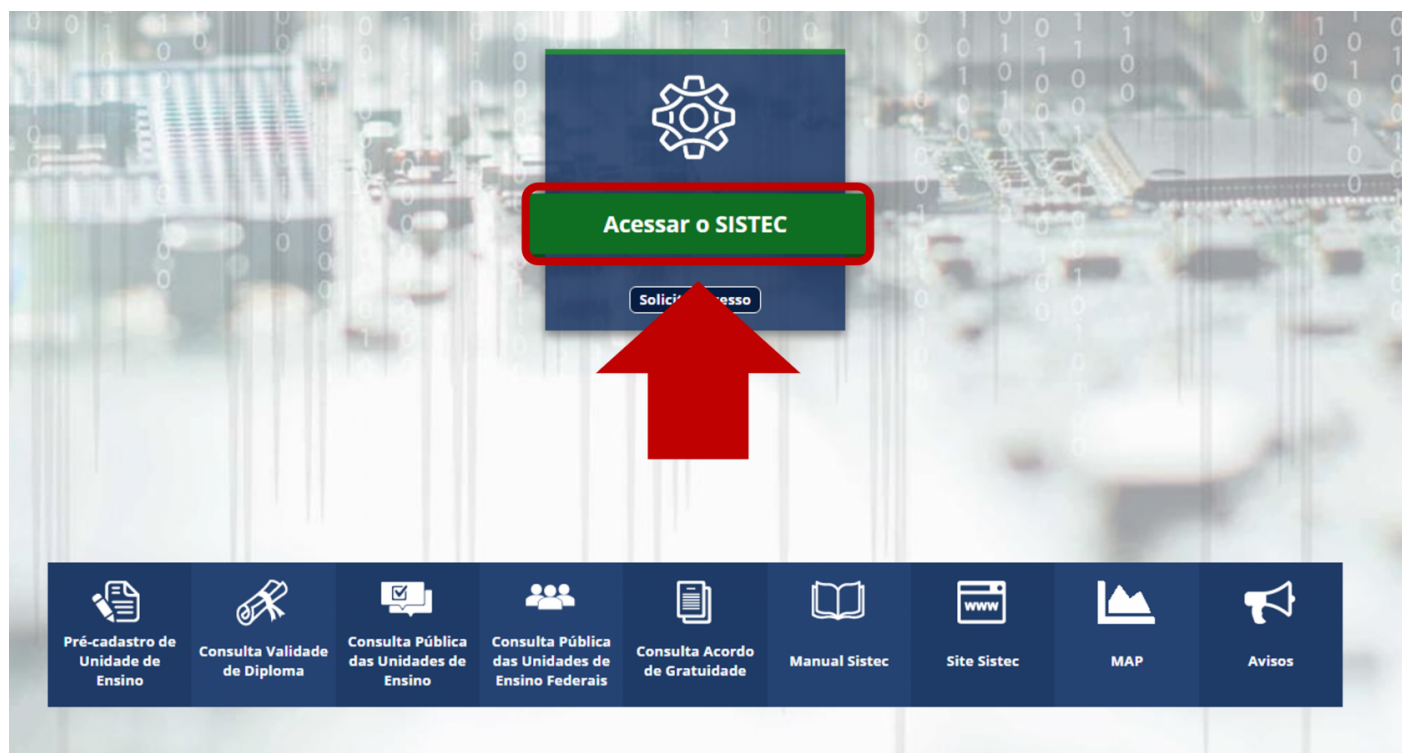 Acessar o SISTEC
Pré-cadastro de
Unidade de
Ensino
Consulta Validade
de Diploma
Consulta Pública
das Unidades de
Ensino
Consulta Pública
das Unidades de
Ensino Federais
Consulta Acordo
de Gratuidade
Manual Sistec
www
Site Sistec
MAP
Avisos